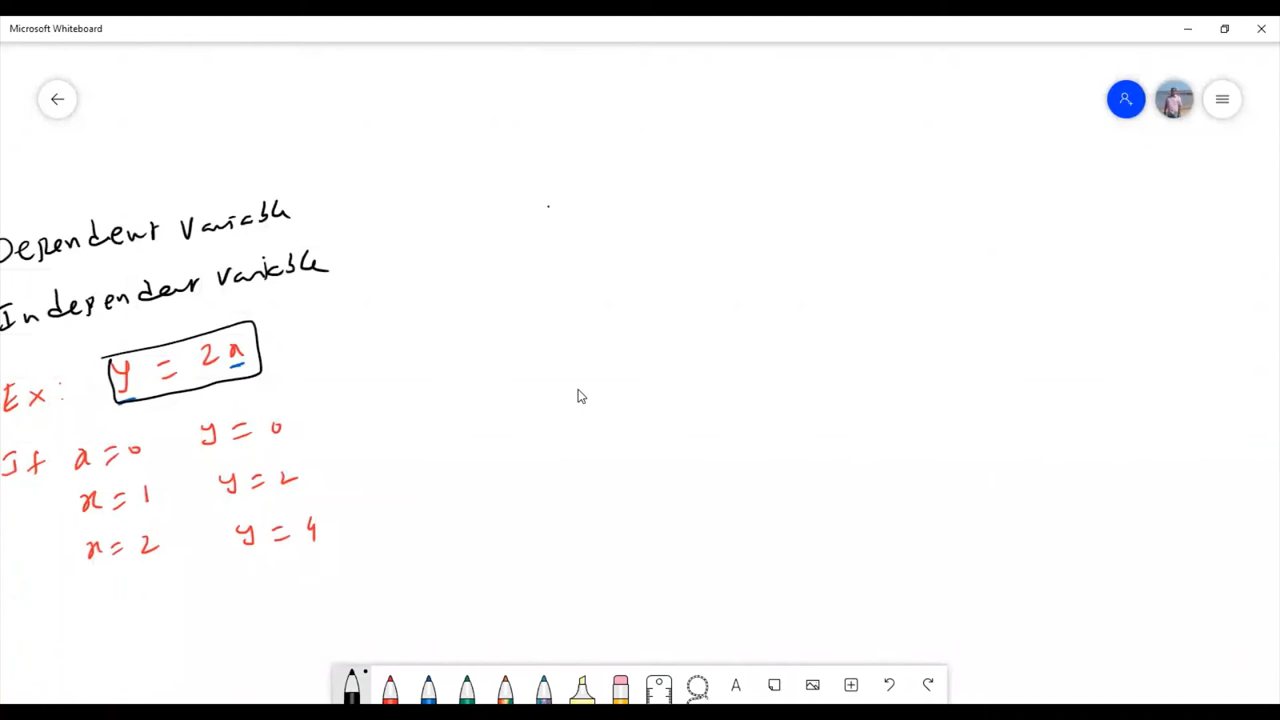 Microsoft Whiteboard
Dependent Variable
Independent variable
y = 2x
Ex:
If x=0 y=0
x=1 y=2
x=2 y=4
A